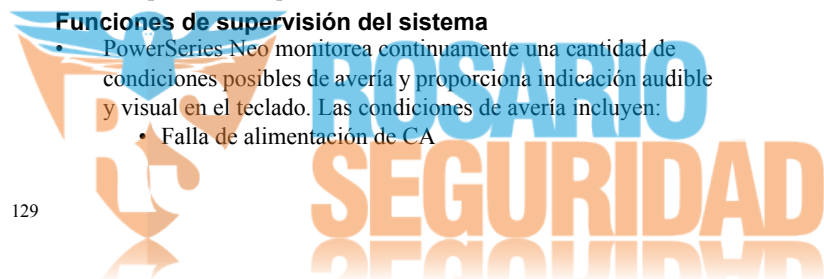 Funciones de supervisión del sistema
• PowerSeries Neo monitorea continuamente una cantidad de
condiciones posibles de avería y proporciona indicación audible
y visual en el teclado. Las condiciones de avería incluyen:
• Falla de alimentación de CA
129
RS
ROSARIO
SEGURIDAD